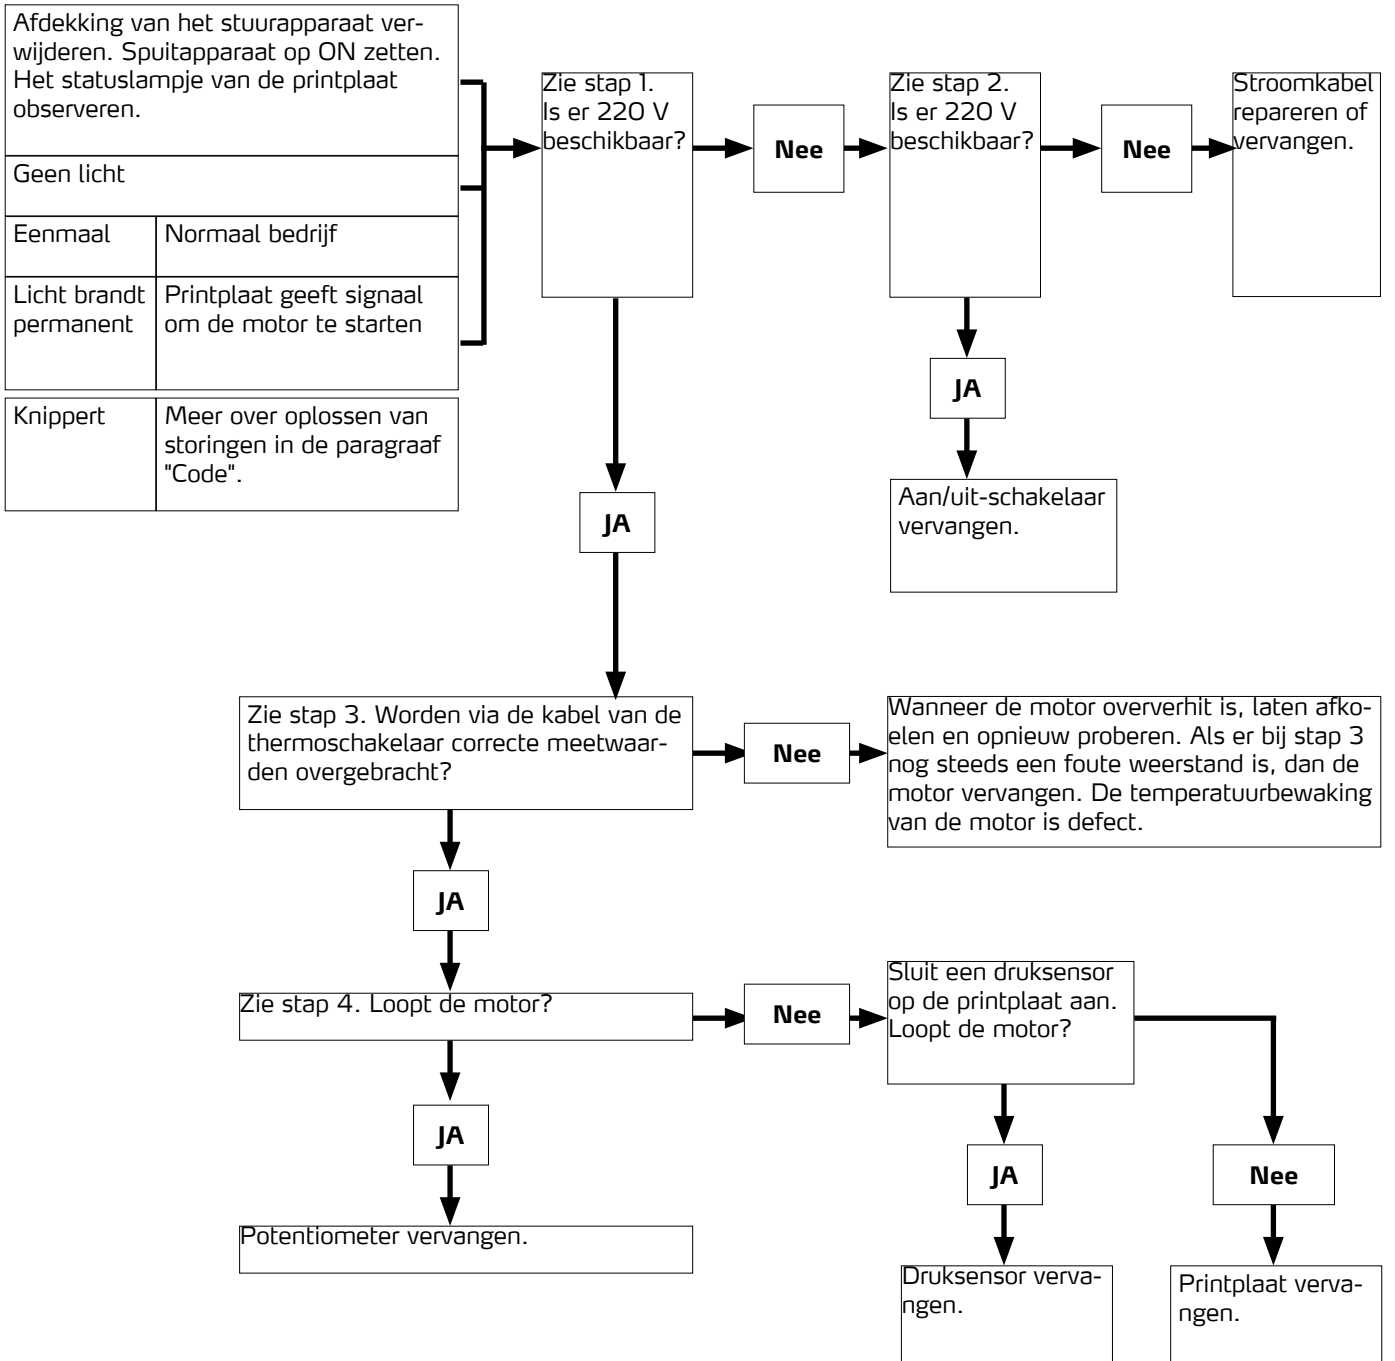 Afdekking van het stuurapparaat ver-
wijderen. Spuitapparaat op ON zetten.
Het statuslampje van de printplaat
observeren.
Geen licht
Eenmaal
Normaal bedrijf
Licht brandt
permanent
Printplaat geeft signaal
om de motor te starten
Knippert
Meer over oplossen van
storingen in de paragraaf
"Code".
Zie stap 1.
Is er 220 V
beschikbaar?
Nee
Zie stap 2.
Is er 220 V
beschikbaar?
Nee
Stroomkabel
repareren of
vervangen.
JA
Aan/uit-schakelaar
vervangen.
JA
Zie stap 3. Worden via de kabel van de
thermoschakelaar correcte meetwaar-
den overgebracht?
Nee
Wanneer de motor oververhit is, laten afko-
elen en opnieuw proberen. Als er bij stap 3
nog steeds een foute weerstand is, dan de
motor vervangen. De temperatuurbewaking
van de motor is defect.
JA
Zie stap 4. Loopt de motor?
Nee
Sluit een druksensor
op de printplaat aan.
Loopt de motor?
JA
Potentiometer vervangen.
JA
Nee
Druksensor verva-
ngen.
Printplaat verva-
ngen.